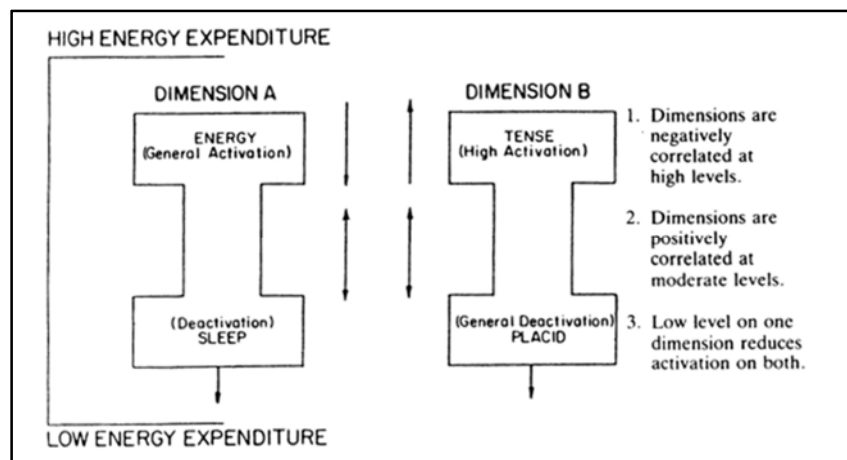 HIGH ENERGY EXPENDITURE
DIMENSION A
ENERGY
(General Activation)
(Deactivation)
SLEEP
DIMENSION B
TENSE
(High Activation)
(General Deactivation)
PLACID
1. Dimensions are
negatively
correlated at
high levels.
2. Dimensions are
positively
correlated at
moderate levels.
3. Low level on one
dimension reduces
activation on both.
LOW ENERGY EXPENDITURE